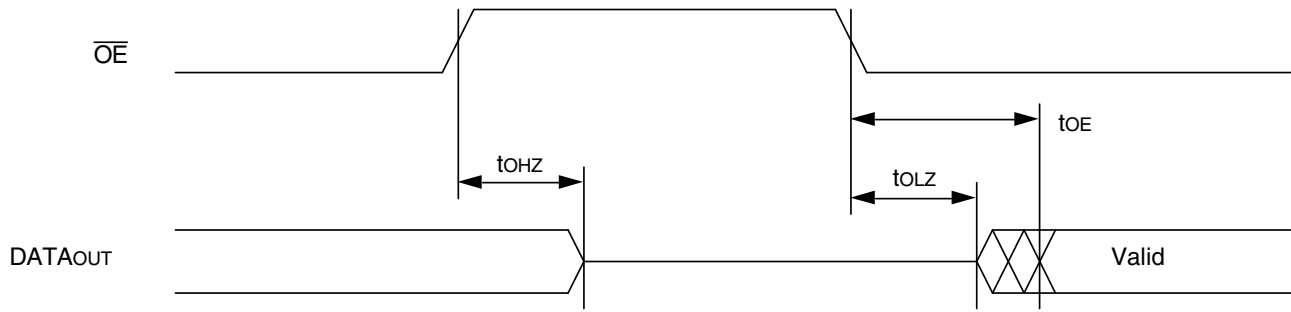 OE
tOE
tOHZ
tOLZ
DATAOUT
Valid